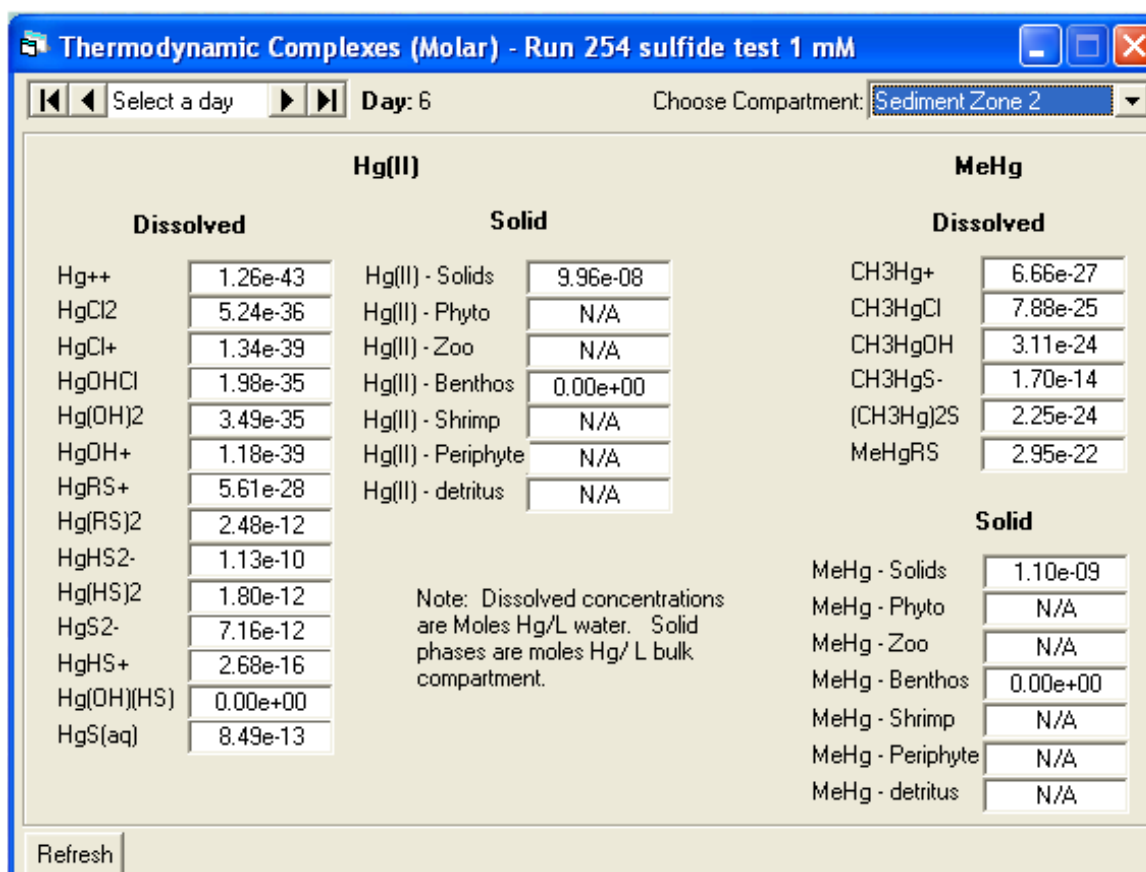 Thermodynamic Complexes (Molar) - Run 254 sulfide test 1 mM
Select a day Day: 6 Choose Compartment: Sediment Zone 2
Hg(II) MeHg
Dissolved Solid Dissolved
Hg++ 1.26e-43 Hg(II) - Solids 9.96e-08 CH3Hg+ 6.66e-27
HgCl2 5.24e-36 Hg(II) - Phyto N/A CH3HgCl 7.88e-25
HgCl+ 1.34e-39 Hg(II) - Zoo N/A CH3HgOH 3.11e-24
HgOHCl 1.98e-35 Hg(II) - Benthos 0.00e+00 CH3HgS- 1.70e-14
Hg(OH)2 3.49e-35 Hg(II) - Shrimp N/A (CH3Hg)2S 2.25e-24
HgOH+ 1.18e-39 Hg(II) - Periphyte N/A MeHgRS 2.95e-22
HgRS+ 5.61e-28 Hg(II) - detritus N/A
Hg(RS)2 2.48e-12
HgHS2- 1.13e-10
Hg(HS)2 1.80e-12
HgS2- 7.16e-12
HgHS+ 2.68e-16
Hg(OH)(HS) 0.00e+00
HgS(aq) 8.49e-13
Note: Dissolved concentrations
are Moles Hg/L water. Solid
phases are moles Hg/ L bulk
compartment.
Solid
MeHg - Solids 1.10e-09
MeHg - Phyto N/A
MeHg - Zoo N/A
MeHg - Benthos 0.00e+00
MeHg - Shrimp N/A
MeHg - Periphyte N/A
MeHg - detritus N/A
Refresh